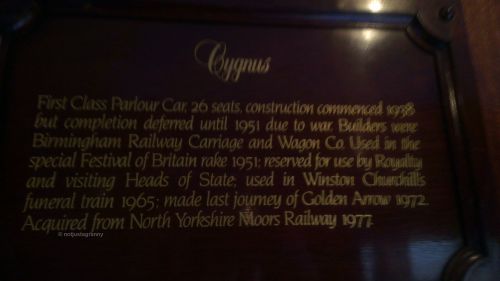 Cygnus
First Class Parlour Car, 26 seats, construction commenced 1938
but completion deferred until 1951 due to war. Builders were
Birmingham Railway Carriage and Wagon Co. Used in the
special Festival of Britain rake 1951; reserved for use by Royality
and visiting Heads of State; used in Winston Churchill's
funeral train 1965; made last journey of Golden Arrow 1972.
Acquired from North Yorkshire Moors Railway 1977.
© notjustagranny